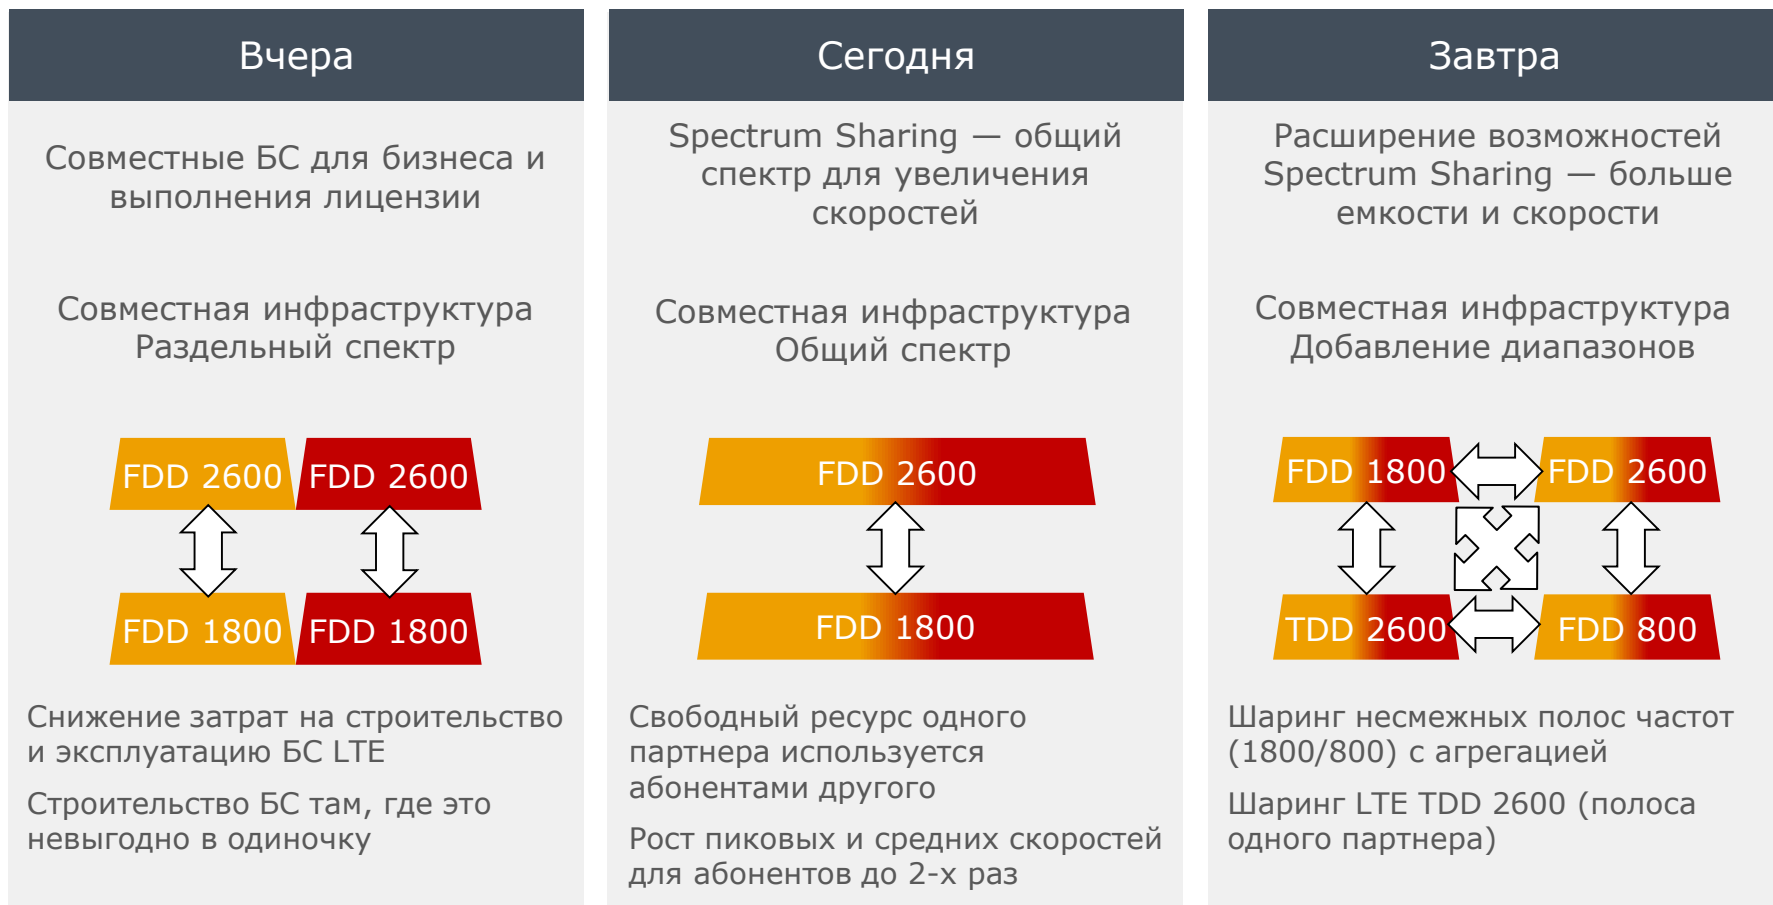 Вчера
Совместные БС для бизнеса и
выполнения лицензии
Совместная инфраструктура
Раздельный спектр
FDD 2600
FDD 2600
FDD 1800
FDD 1800
Снижение затрат на строительство
и эксплуатацию БС LTE
Строительство БС там, где это
невыгодно в одиночку
Сегодня
Spectrum Sharing — общий
спектр для увеличения
скоростей
Совместная инфраструктура
Общий спектр
FDD 2600
FDD 1800
Свободный ресурс одного
партнера используется
абонентами другого
Рост пиковых и средних скоростей
для абонентов до 2-х раз
Завтра
Расширение возможностей
Spectrum Sharing — больше
емкости и скорости
Совместная инфраструктура
Добавление диапазонов
FDD 1800
FDD 2600
TDD 2600
FDD 800
Шаринг несмежных полос частот
(1800/800) с агрегацией
Шаринг LTE TDD 2600 (полоса
одного партнера)